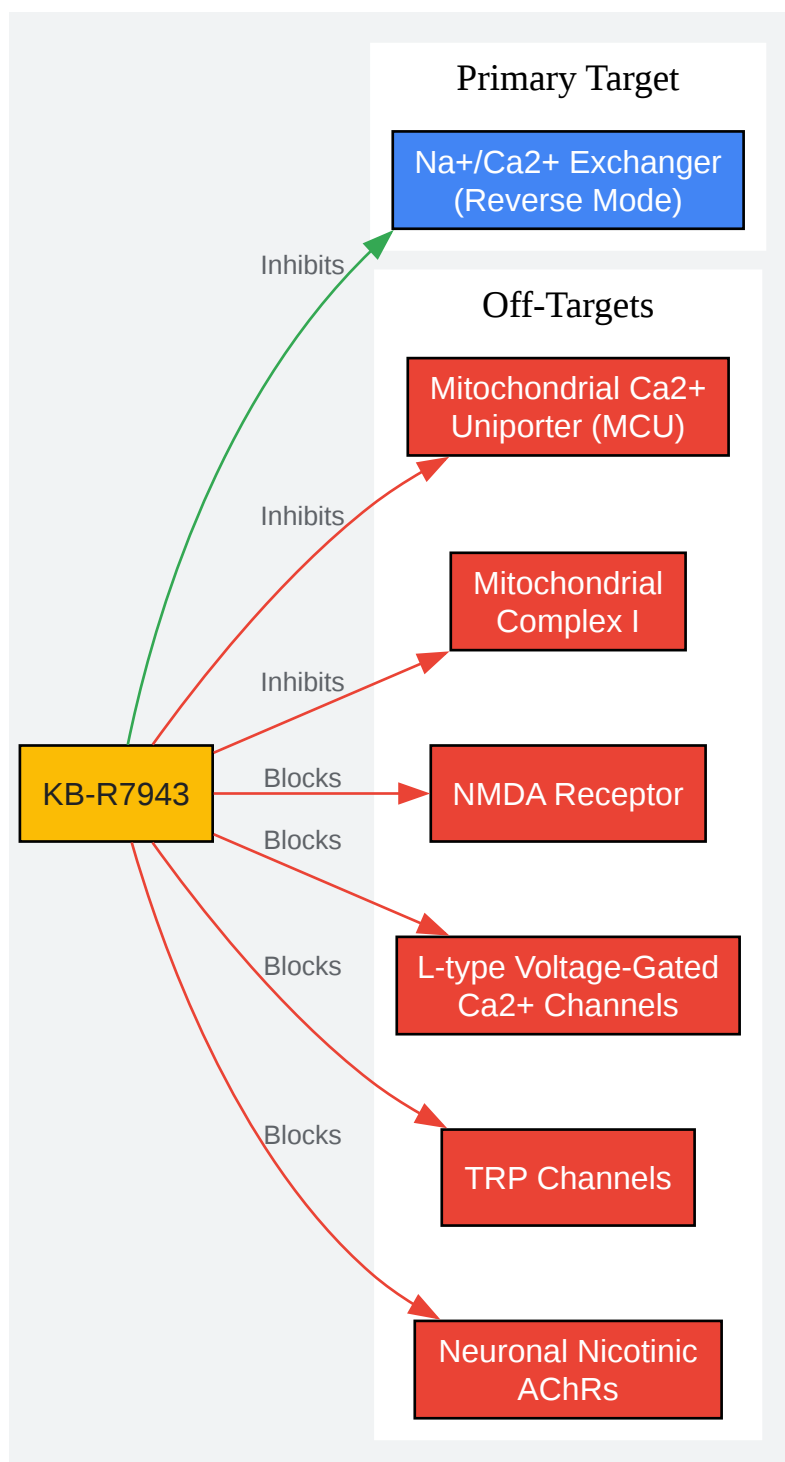 Primary Target
Na+/Ca2+ Exchanger
(Reverse Mode)
Inhibits
Off-Targets
Mitochondrial Ca2+
Uniporter (MCU)
Inhibits
Mitochondrial
Complex I
Inhibits
KB-R7943
Blocks
NMDA Receptor
Blocks
L-type Voltage-Gated
Ca2+ Channels
Blocks
TRP Channels
Blocks
Neuronal Nicotinic
AChRs